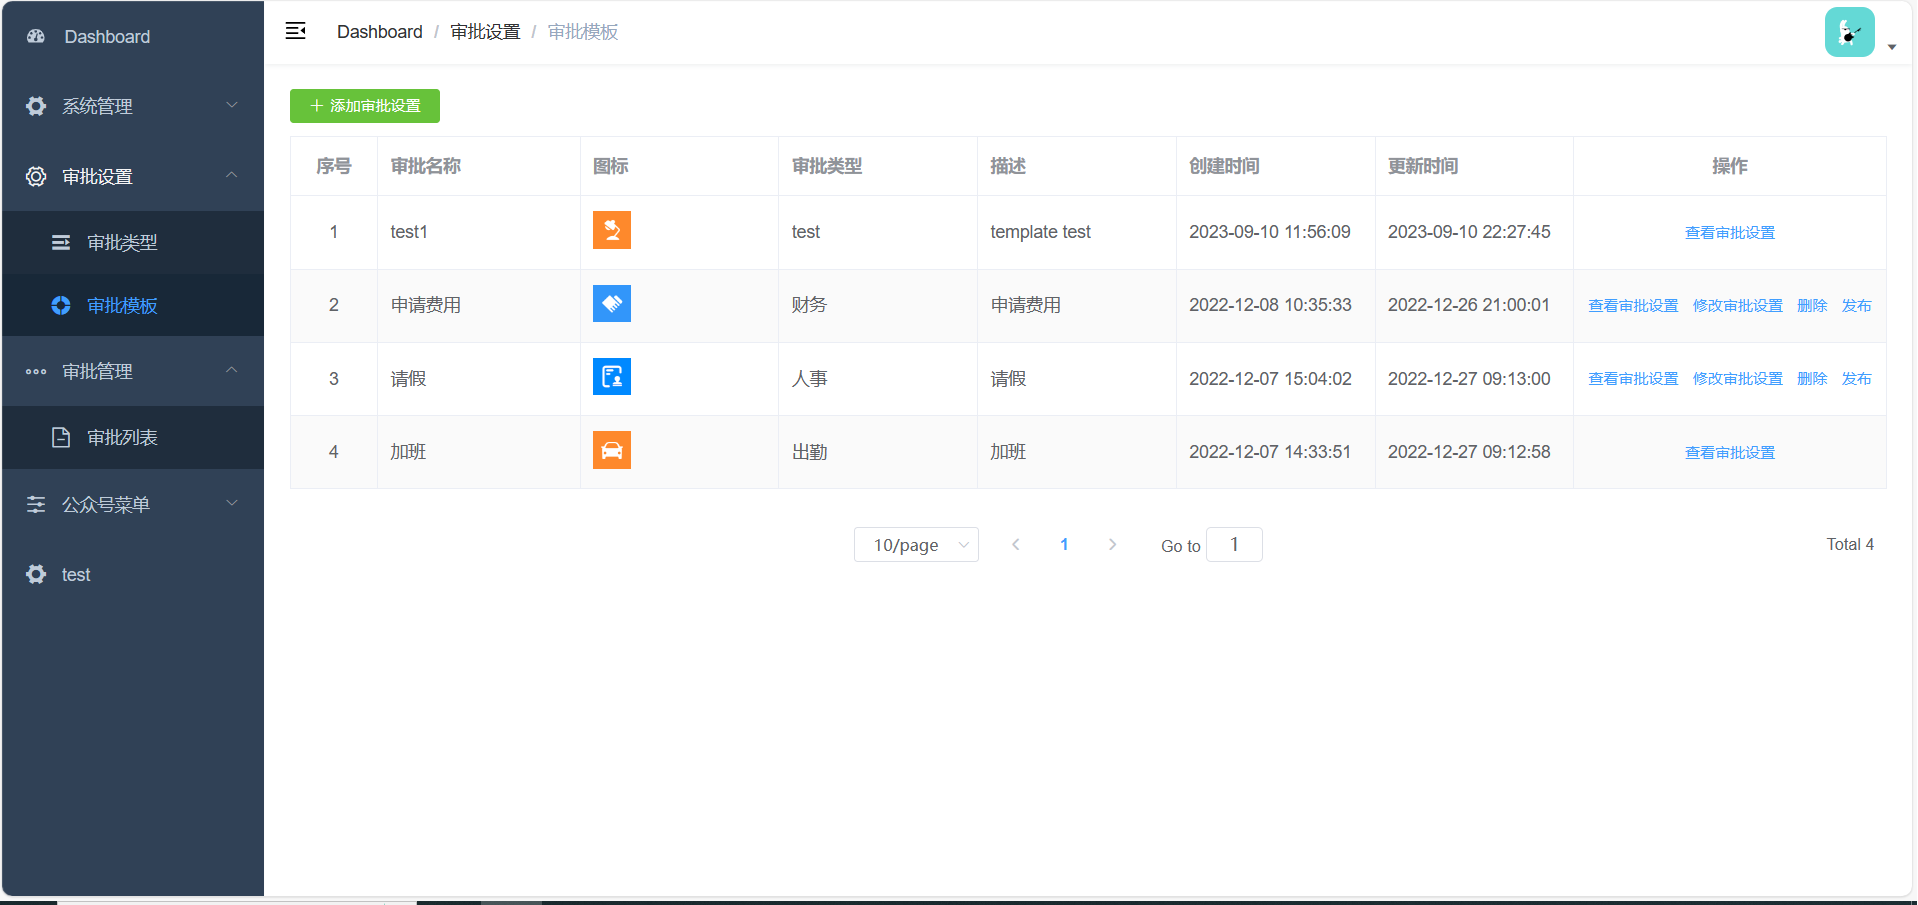 Dashboard
系统管理
审批设置
审批类型
审批模板
审批管理
审批列表
公众号菜单
test
Dashboard / 审批设置 / 审批模板
添加审批设置
序号 审批名称 图标 审批类型 描述 创建时间 更新时间 操作
1 test1 test template test 2023-09-10 11:56:09 2023-09-10 22:27:45 查看审批设置
2 申请费用 财务 申请费用 2022-12-08 10:35:33 2022-12-26 21:00:01 查看审批设置 修改审批设置 删除 发布
3 请假 人事 请假 2022-12-07 15:04:02 2022-12-27 09:13:00 查看审批设置 修改审批设置 删除 发布
4 加班 出勤 加班 2022-12-07 14:33:51 2022-12-27 09:12:58 查看审批设置
10/page 1 Go to 1 Total 4